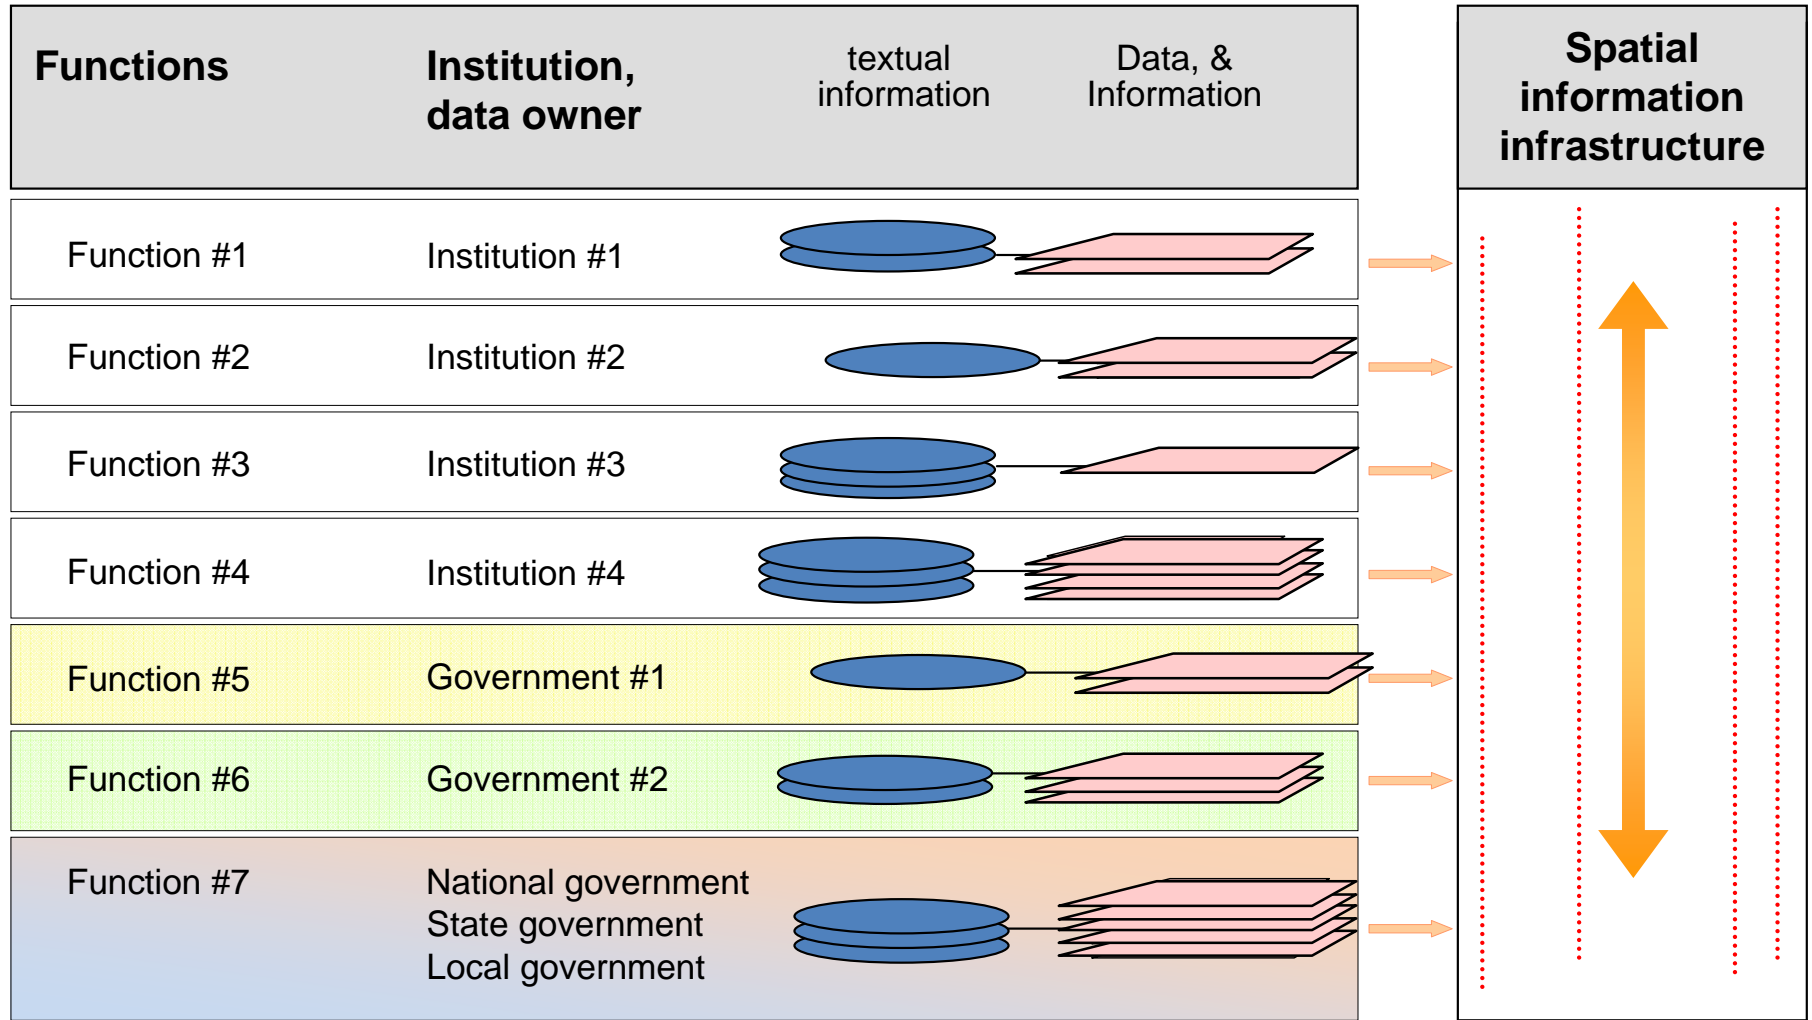 Functions
Institution,
data owner
textual
information
Data, &
Information
Spatial
information
infrastructure
Function #1
Institution #1
Function #2
Institution #2
Function #3
Institution #3
Function #4
Institution #4
Function #5
Government #1
Function #6
Government #2
Function #7
National government
State government
Local government